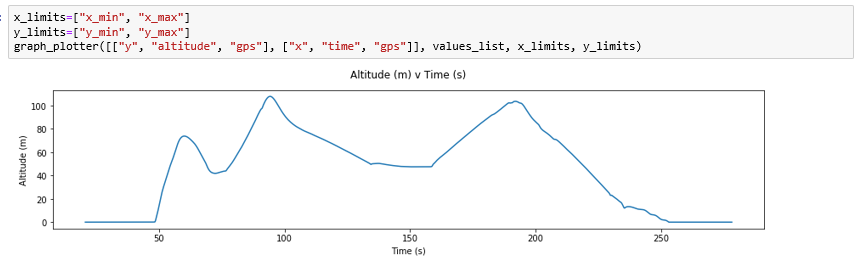 :
x_limits=["x_min", "x_max"]
y_limits=["y_min", "y_max"]
graph_plotter([["y", "altitude", "gps"], ["x", "time", "gps"]], values_list, x_limits, y_limits)
Altitude (m) v Time (s)
Altitude (m)
100
80
60
40
20
0
50 100 150 200 250
Time (s)